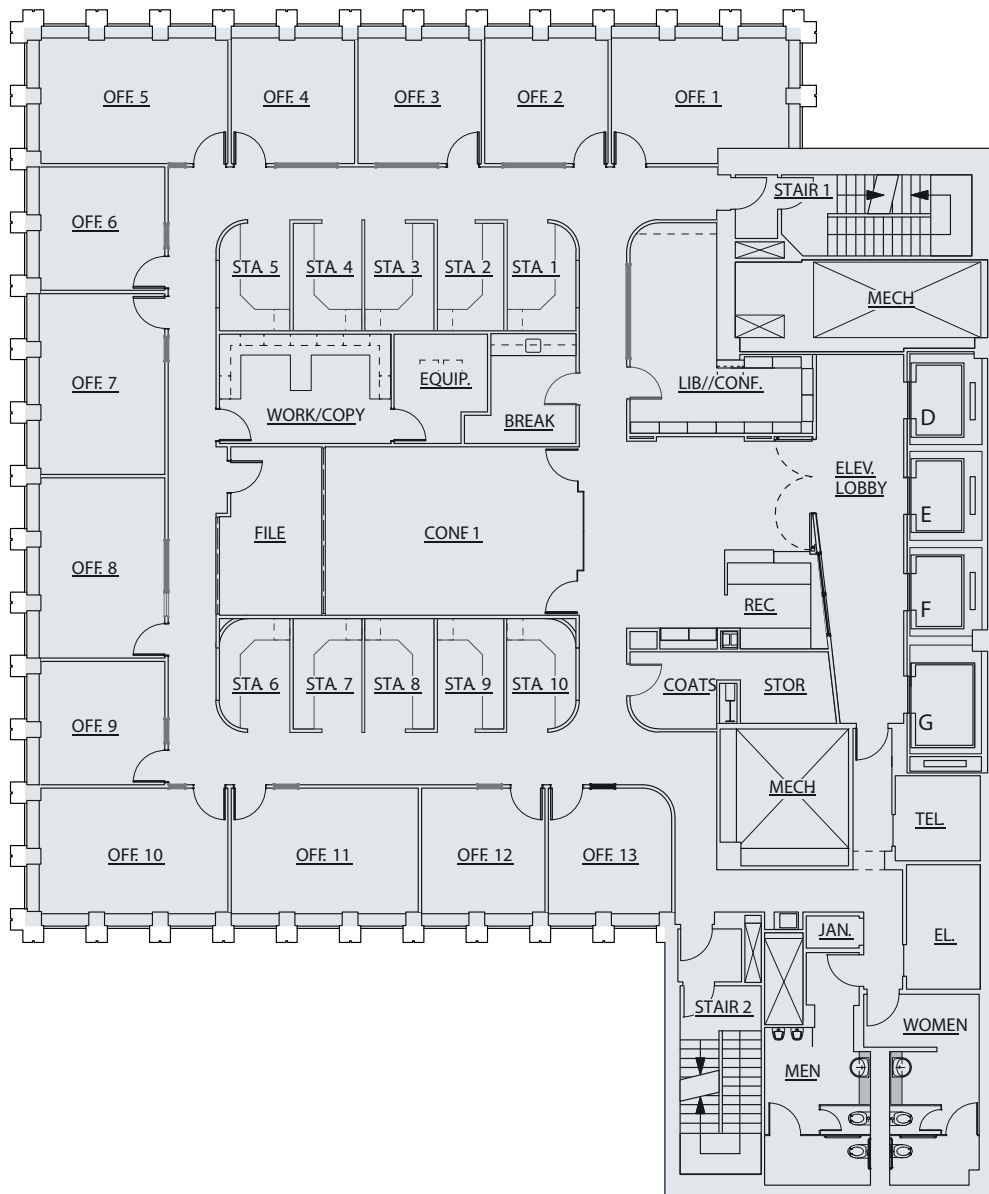 OFF. 5
OFF. 4
OFF. 3
OFF. 2
OFF. 1
STAIR 1
OFF. 6
STA. 5
STA. 4
STA. 3
STA. 2
STA. 1
MECH
OFF. 7
EQUIP.
LIB//CONF.
WORK/COPY
BREAK
D
ELEV.
LOBBY
E
FILE
CONF 1
OFF. 8
REC.
F
STA. 6
STA. 7
STA. 8
STA. 9
STA. 10
COATS
STOR
OFF. 9
G
MECH
TEL.
OFF. 10
OFF. 11
OFF. 12
OFF. 13
JAN.
EL.
STAIR 2
WOMEN
MEN